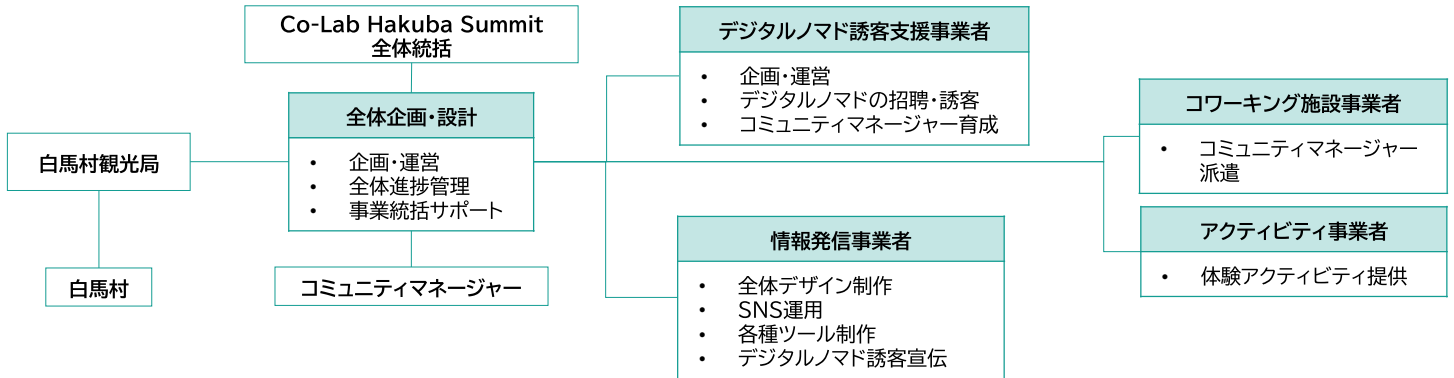 Co-Lab Hakuba Summit
全体統括
全体企画・設計
• 企画・運営
• 全体進捗管理
• 事業統括サポート
白馬村観光局
白馬村
コミュニティマネージャー
デジタルノマド誘客支援事業者
• 企画・運営
• デジタルノマドの招聘・誘客
• コミュニティマネージャー育成
情報発信事業者
• 全体デザイン制作
• SNS運用
• 各種ツール制作
• デジタルノマド誘客宣伝
コワーキング施設事業者
• コミュニティマネージャー
派遣
アクティビティ事業者
• 体験アクティビティ提供